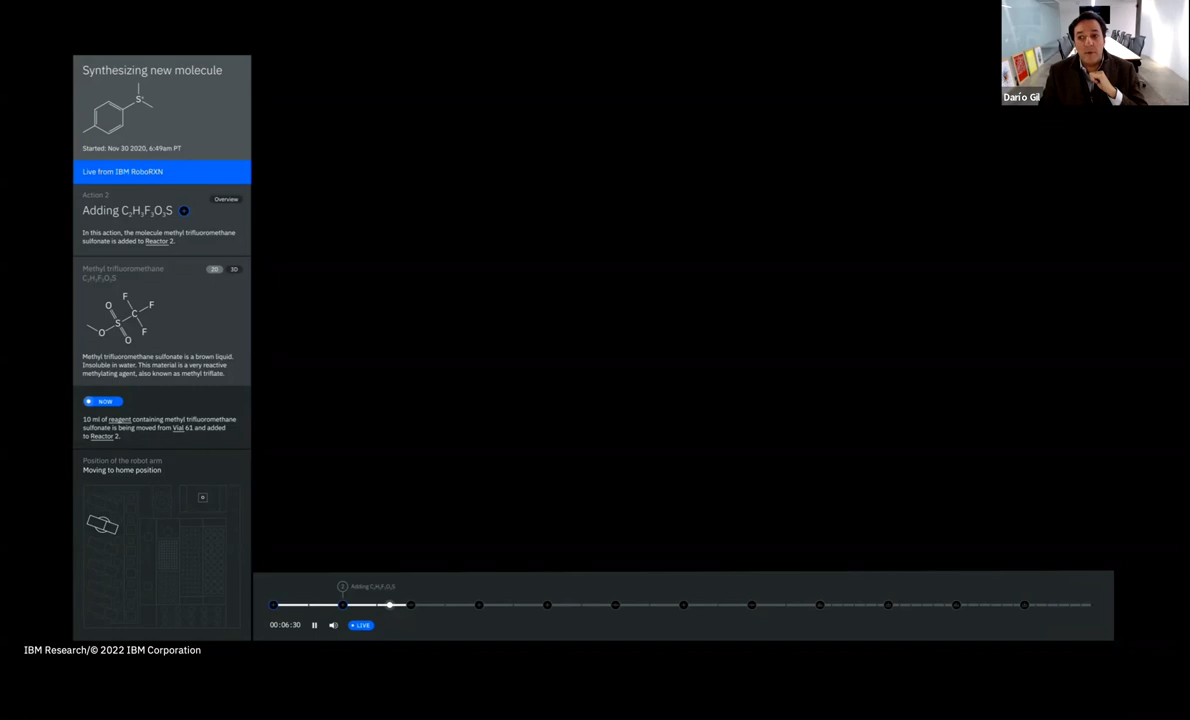 Synthesizing new molecule
S+
Started: Nov 30 2020, 6:49am PT
Live from IBM RoboRXN
Action 2
Overview
Adding C₂H₃F₃O₃S
In this action, the molecule methyl trifluoromethane
sulfonate is added to Reactor 2.
Methyl trifluoromethane
2D 3D
C₂H₃F₃O₃S
F
O F
S C
O F
O
Methyl trifluoromethane sulfonate is a brown liquid.
Insoluble in water. This material is a very reactive
methylating agent, also known as methyl triflate.
NOW
10 ml of reagent containing methyl trifluoromethane
sulfonate is being moved from Vial 61 and added
to Reactor 2.
Position of the robot arm
Moving to home position
2 Adding C₂H₃F₃O₃S
00:06:30 LIVE
IBM Research/© 2022 IBM Corporation
Darío Gil